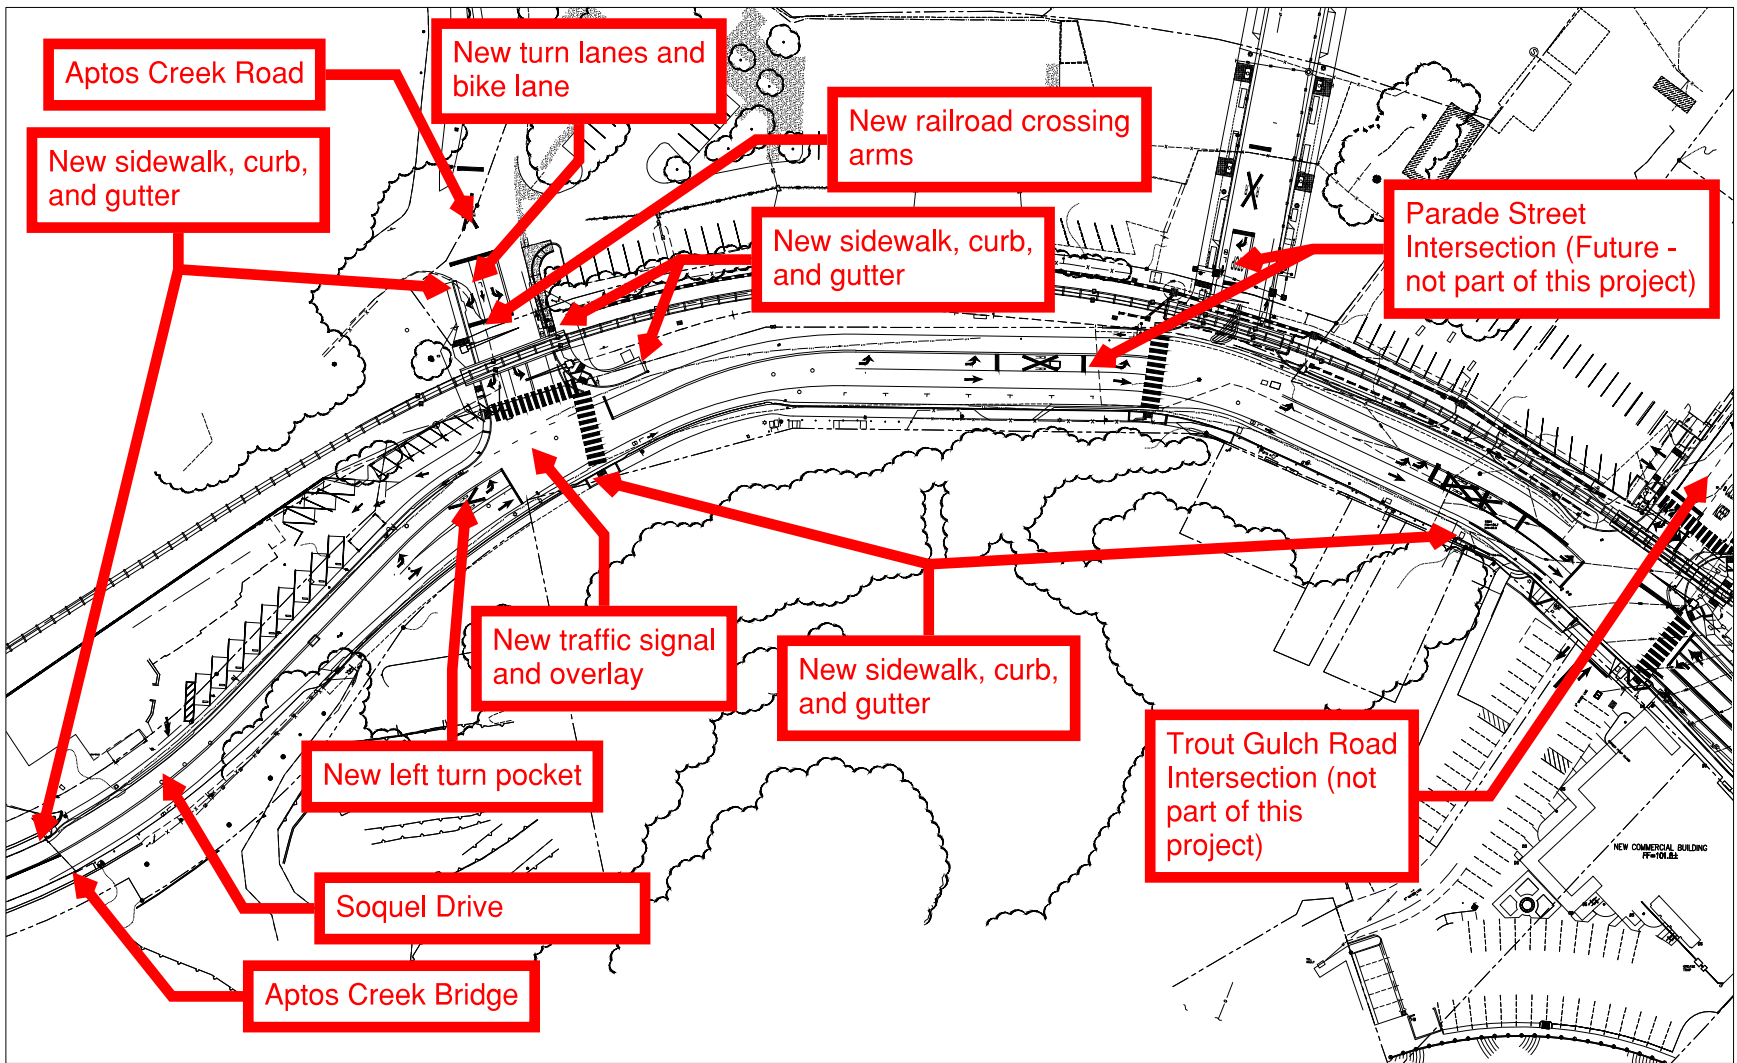 Aptos Creek Road
New turn lanes and
bike lane
New railroad crossing
arms
New sidewalk, curb,
and gutter
Parade Street
Intersection (Future -
not part of this project)
New sidewalk, curb,
and gutter
New traffic signal
and overlay
New sidewalk, curb,
and gutter
New left turn pocket
Trout Gulch Road
Intersection (not
part of this
project)
NEW COMMERCIAL BUILDING
Soquel Drive
Aptos Creek Bridge